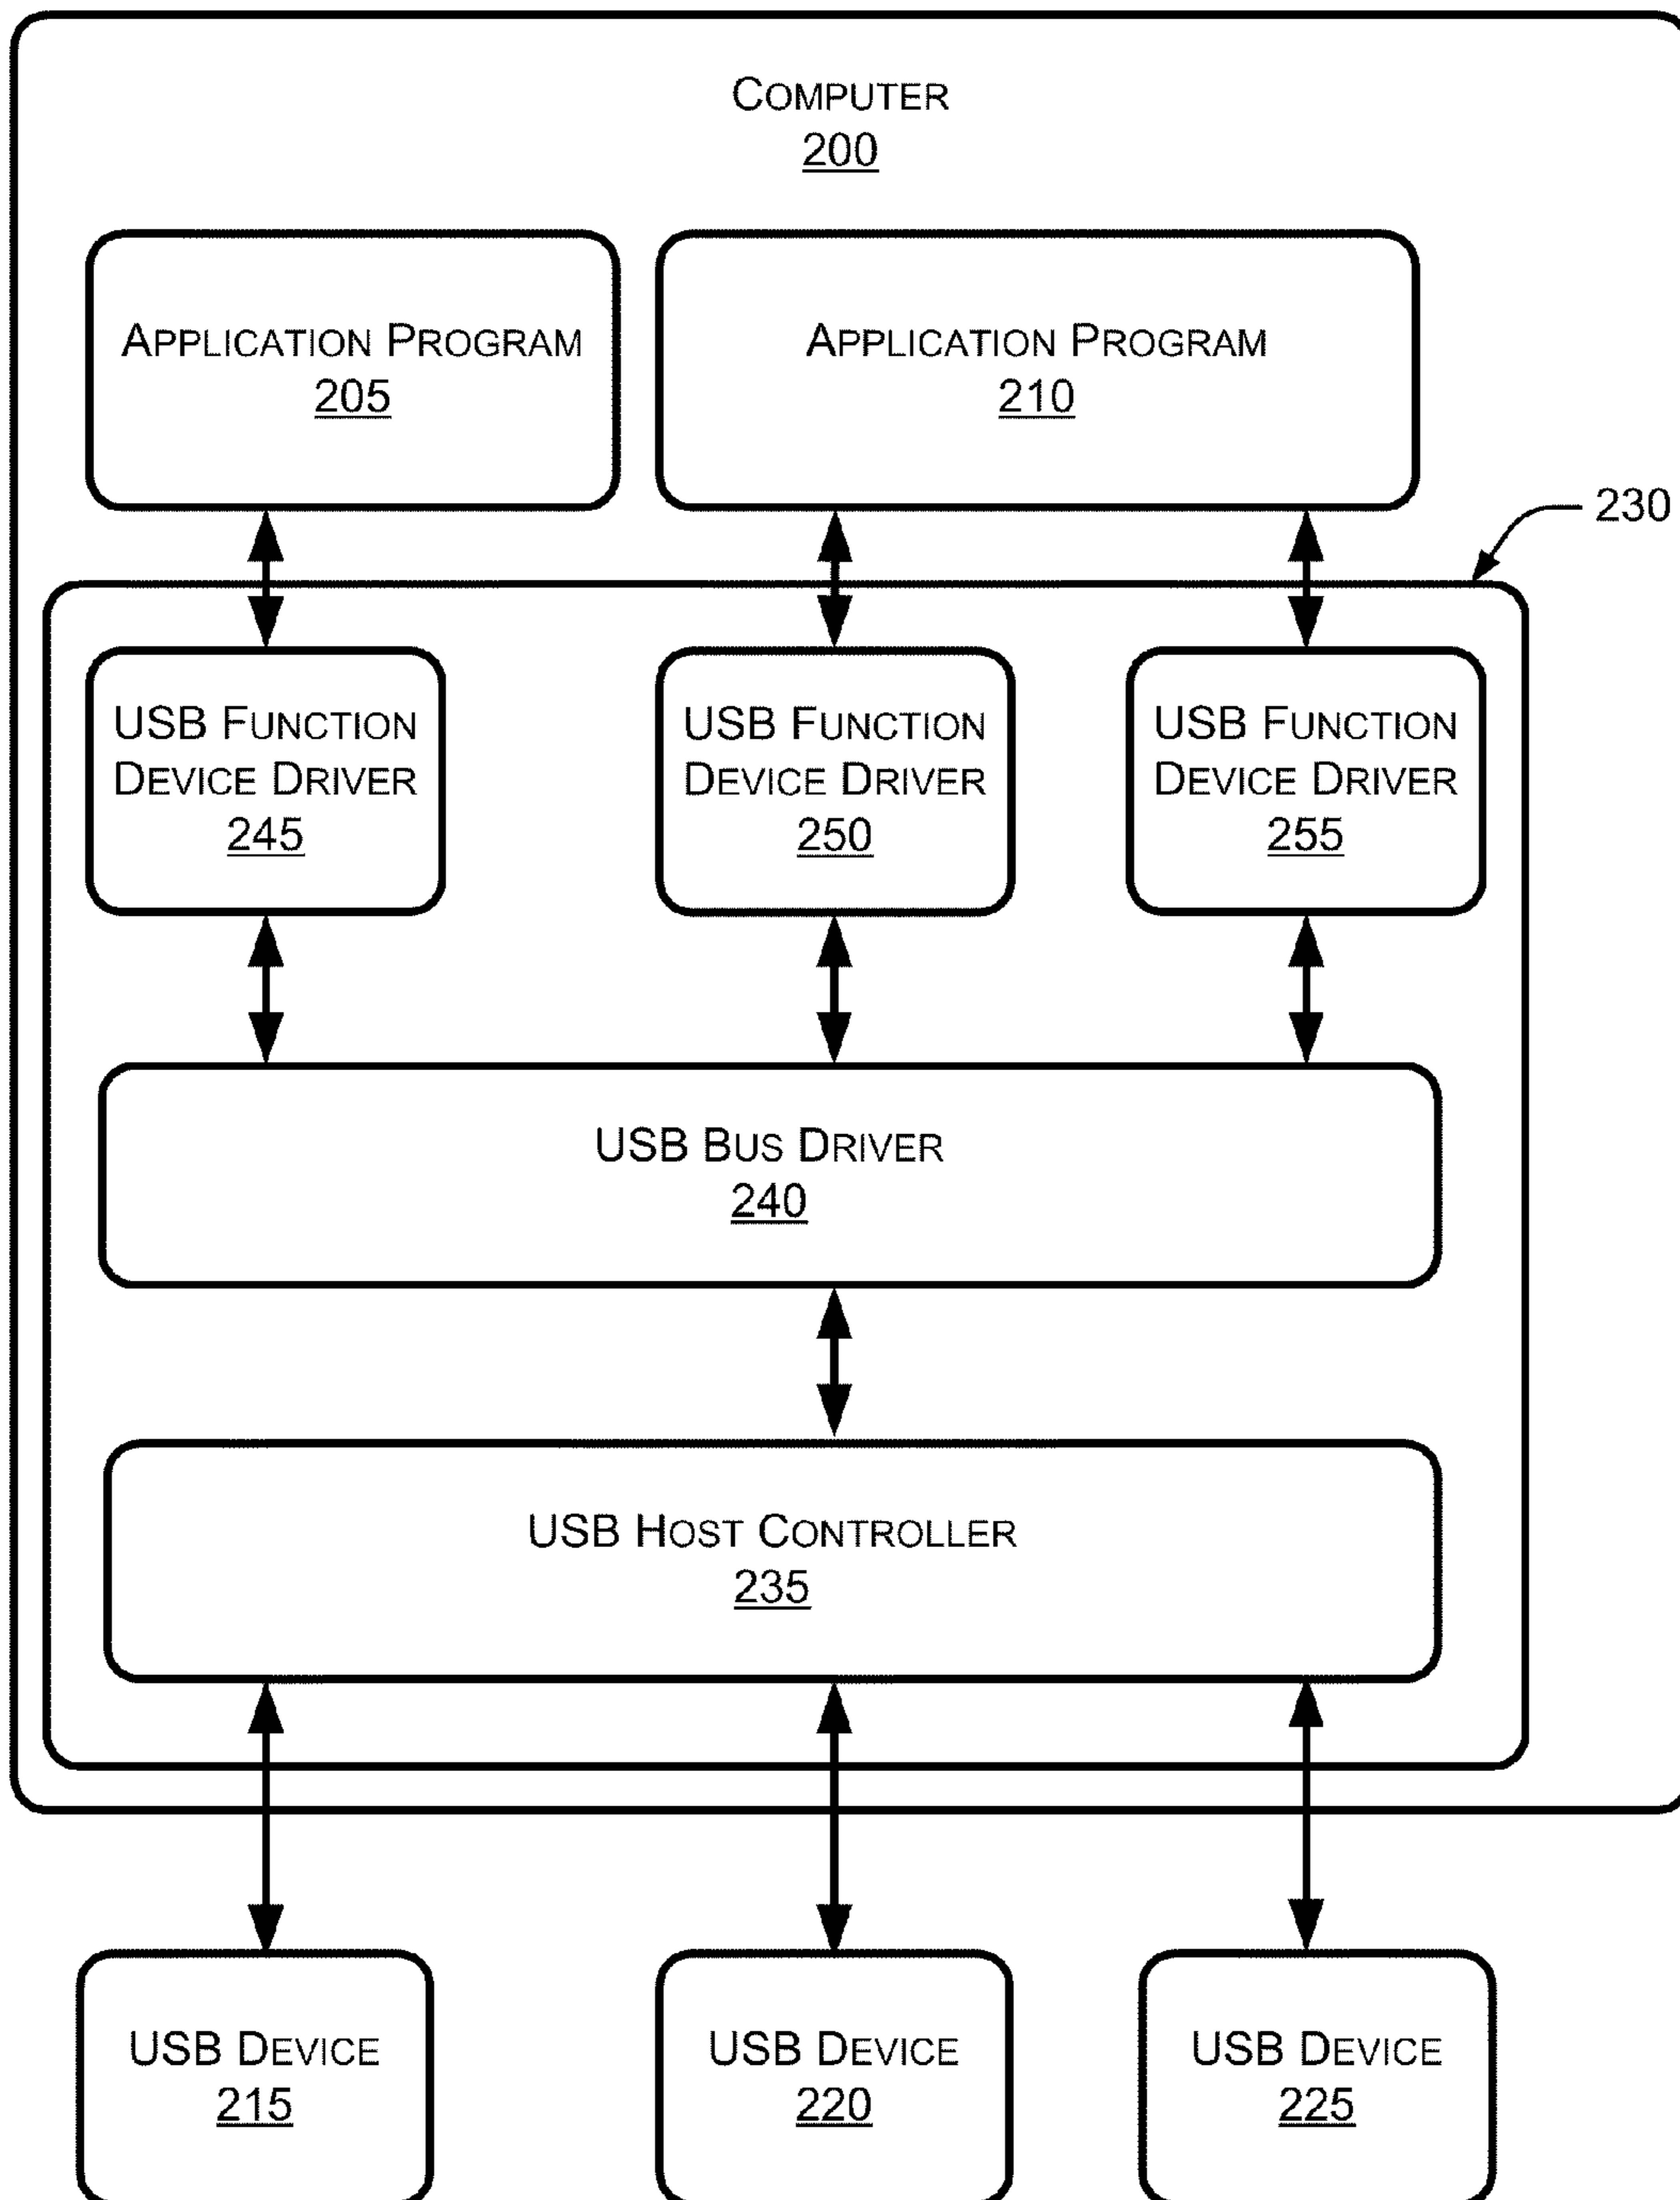 COMPUTER
200
APPLICATION PROGRAM
205
APPLICATION PROGRAM
210
230
USB FUNCTION
DEVICE DRIVER
245
USB FUNCTION
DEVICE DRIVER
250
USB FUNCTION
DEVICE DRIVER
255
USB BUS DRIVER
240
USB HOST CONTROLLER
235
USB DEVICE
215
USB DEVICE
220
USB DEVICE
225